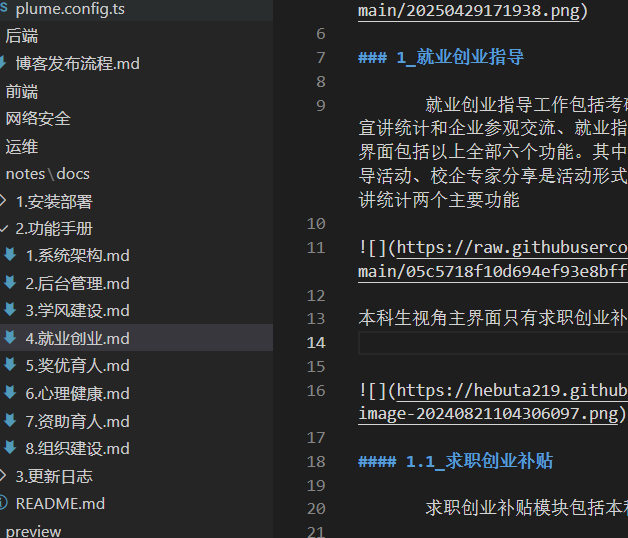 plume.config.ts
后端
博客发布流程.md
前端
网络安全
运维
notes\docs
1.安装部署
2.功能手册
1.系统架构.md
2.后台管理.md
3.学风建设.md
4.就业创业.md
5.奖优育人.md
6.心理健康.md
7.资助育人.md
8.组织建设.md
3.更新日志
README.md
preview
main/20250429171938.png)
6
7 ### 1_就业创业指导
8
9 就业创业指导工作包括考
宣讲统计和企业参观交流、就业指
界面包括以上全部六个功能。其中
导活动、校企专家分享是活动形式
讲统计两个主要功能
10
11 ![](https://raw.githuberco
main/05c5718f10d694ef93e8bff
12
13 本科生视角主界面只有求职创业补
14
15
16 ![](https://hebuta219.github
image-20240821104306097.png)
17
18 #### 1.1_求职创业补贴
19
20 求职创业补贴模块包括本
21